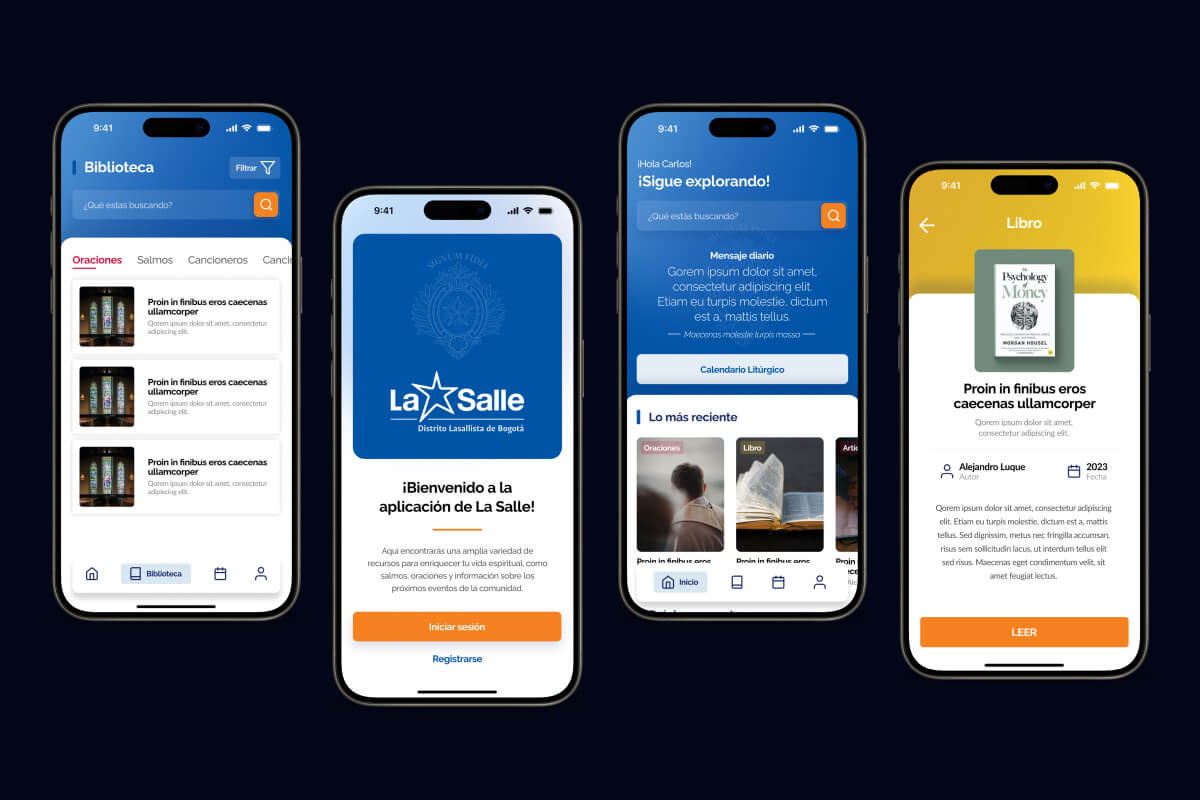 9:41
Biblioteca
Filtrar
¿Qué estas buscando?
Oraciones
Salmos
Cancioneros
Canci
Proin in finibus eros caecenas
ullamcorper
Qorem ipsum dolor sit amet, consectetur
adipiscing elit.
Proin in finibus eros caecenas
ullamcorper
Qorem ipsum dolor sit amet, consectetur
adipiscing elit.
Proin in finibus eros caecenas
ullamcorper
Qorem ipsum dolor sit amet, consectetur
adipiscing elit.
Biblioteca
9:41
SIGNUM FIDEI
La Salle
Distrito Lasallista de Bogotá
¡Bienvenido a la
aplicación de La Salle!
Aqui encontrarás una amplia variedad de
recursos para enriquecer tu vida espiritual, como
salmos, oraciones y información sobre los
próximos eventos de la comunidad.
Iniciar sesión
Registrarse
9:41
¡Hola Carlos!
¡Sigue explorando!
¿Qué estás buscando?
Mensaje diario
Gorem ipsum dolor sit amet,
consectetur adipiscing elit.
Etiam eu turpis molestie, dictum
est a, mattis tellus.
Maecenas molestie turpis massa
Calendario Litúrgico
Lo más reciente
Oraciones
Libro
Artic
Proin in finibus eros
Proin in finibus eros
Proin
Inicio
9:41
Libro
The
Psychology
of
Money
MORGAN HOUSEL
Proin in finibus eros
caecenas ullamcorper
Qorem ipsum dolor sit amet,
consectetur adipiscing elit.
Alejandro Luque
Autor
2023
Fecha
Qorem ipsum dolor sit amet, consectetur adipiscing
elit. Etiam eu turpis molestie, dictum est a, mattis
tellus. Sed dignissim, metus nec fringilla accumsan,
risus sem sollicitudin lacus, ut interdum tellus elit
sed risus. Maecenas eget condimentum velit, sit
amet feugiat lectus.
LEER